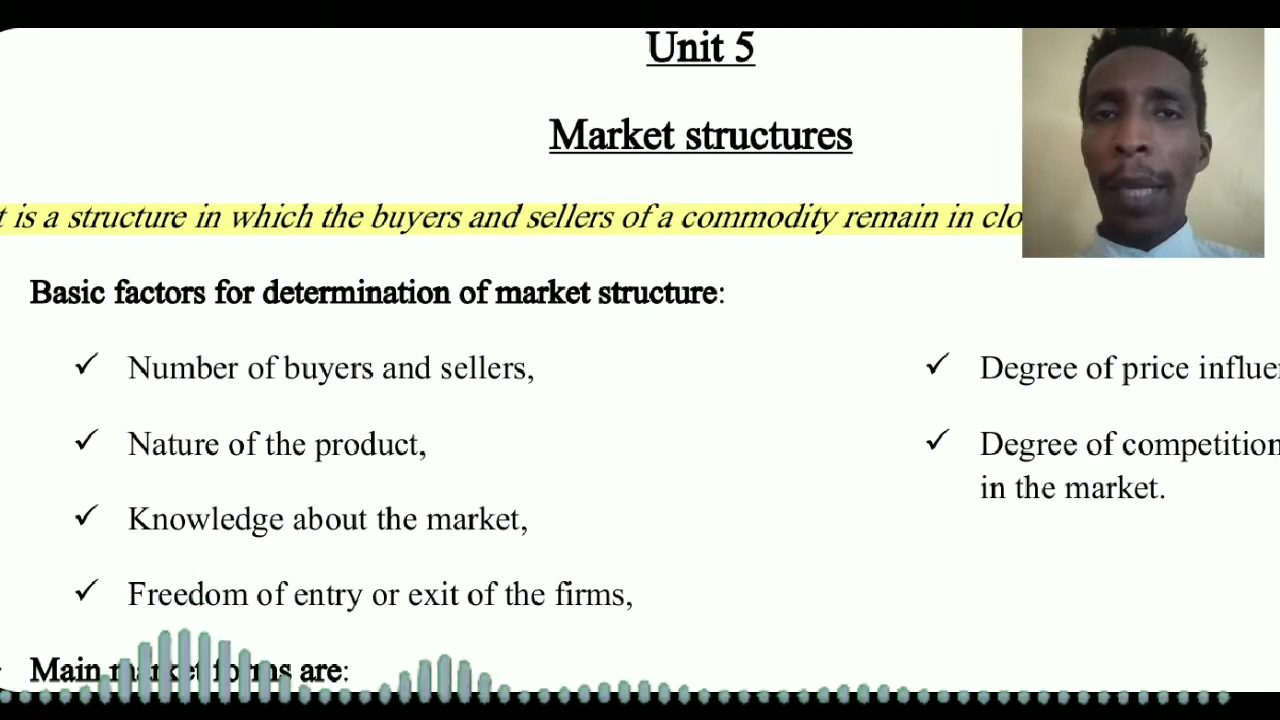 Unit 5
Market structures
t is a structure in which the buyers and sellers of a commodity remain in clo
Basic factors for determination of market structure:
✓ Number of buyers and sellers,
✓ Nature of the product,
✓ Knowledge about the market,
✓ Freedom of entry or exit of the firms,
✓ Degree of price influe
✓ Degree of competition
in the market.
Main market forms are: